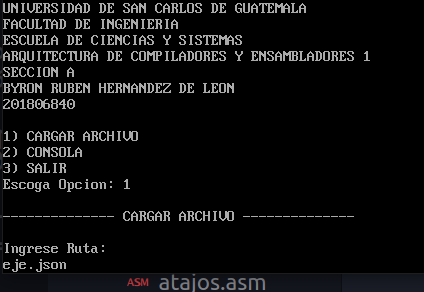 UNIVERSIDAD DE SAN CARLOS DE GUATEMALA
FACULTAD DE INGENIERIA
ESCUELA DE CIENCIAS Y SISTEMAS
ARQUITECTURA DE COMPILADORES Y ENSAMBLADORES 1
SECCION A
BYRON RUBEN HERNANDEZ DE LEON
201806840
1) CARGAR ARCHIVO
2) CONSOLA
3) SALIR
Escoga Opcion: 1
-------------- CARGAR ARCHIVO --------------
Ingrese Ruta:
eje.json
ASM atajos.asm